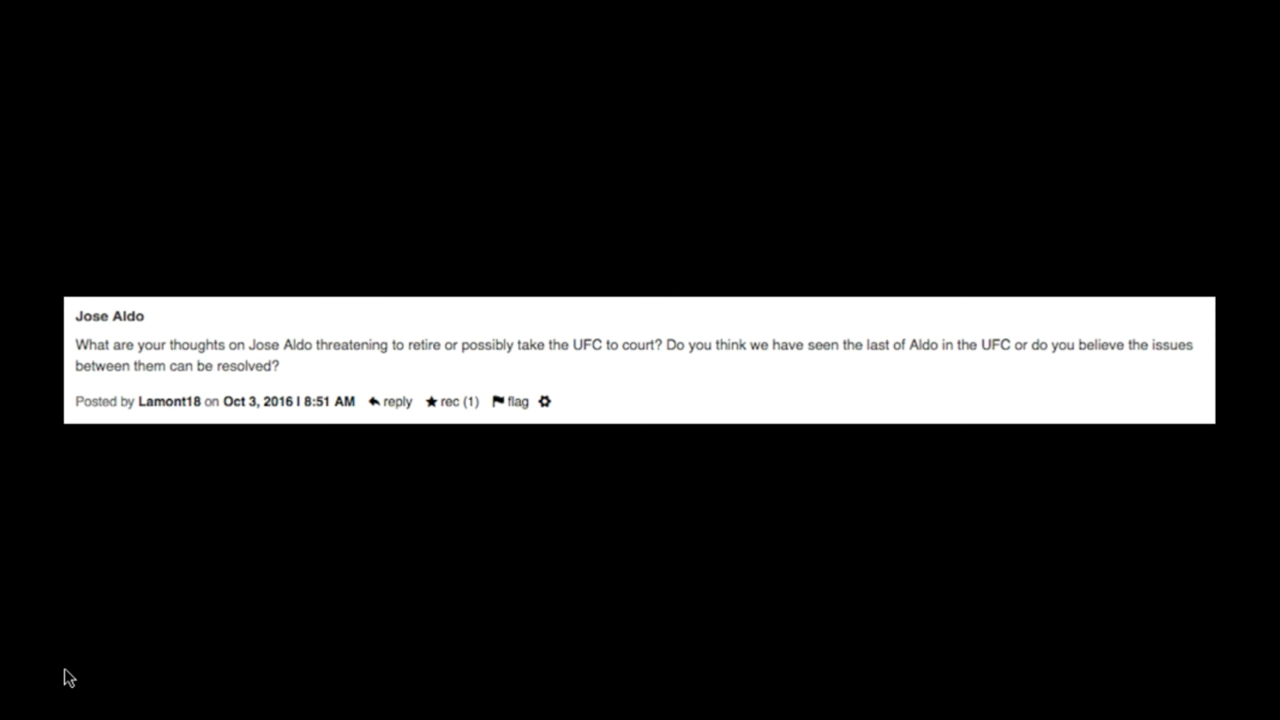 Jose Aldo
What are your thoughts on Jose Aldo threatening to retire or possibly take the UFC to court? Do you think we have seen the last of Aldo in the UFC or do you believe the issues
between them can be resolved?
Posted by Lamont18 on Oct 3, 2016 | 8:51 AM reply rec (1) flag